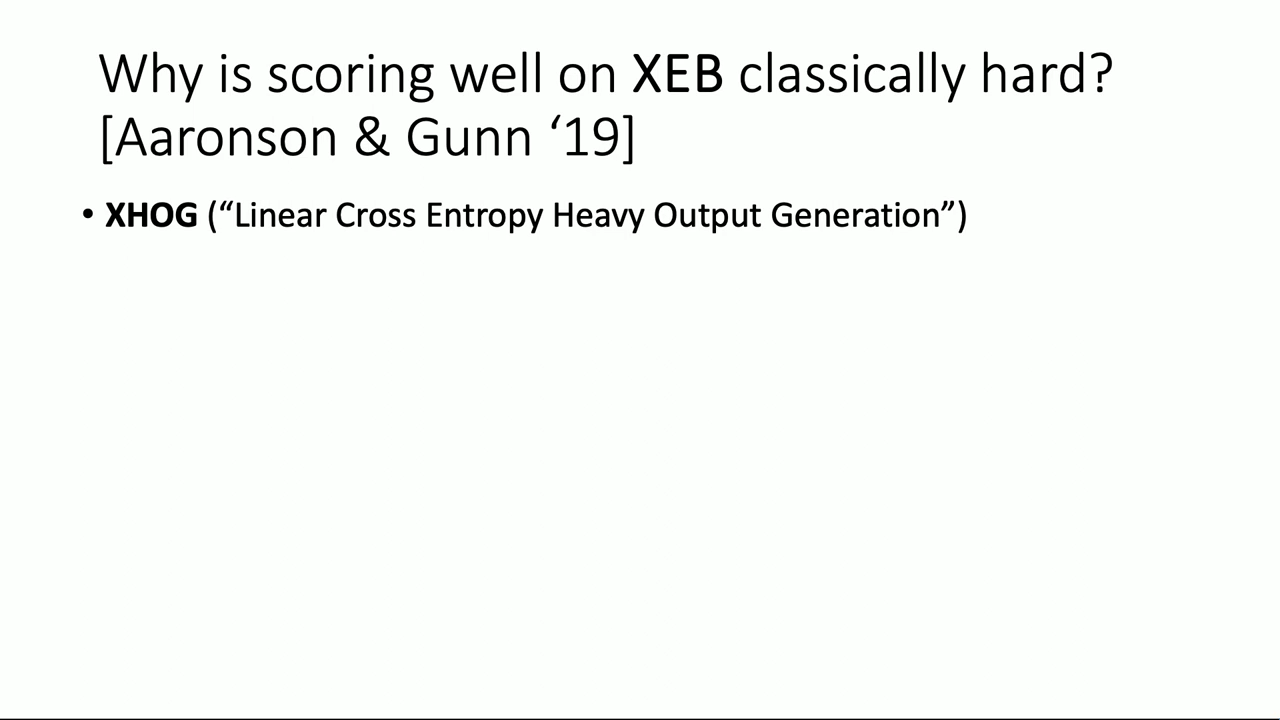 Why is scoring well on XEB classically hard?
[Aaronson & Gunn ‘19]
• XHOG (“Linear Cross Entropy Heavy Output Generation”)